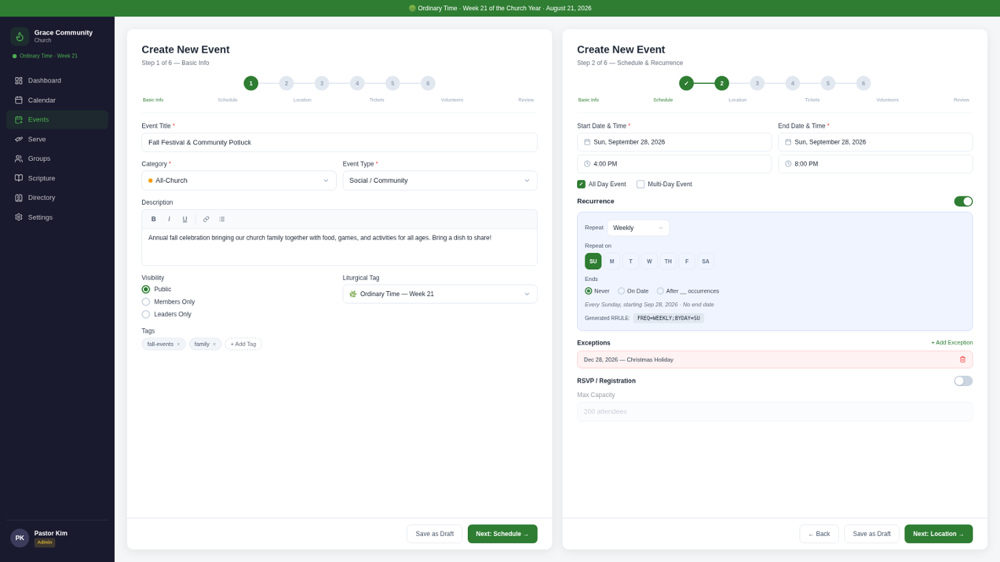 Ordinary Time · Week 21 of the Church Year · August 21, 2026
Grace Community
Church
Ordinary Time · Week 21
Dashboard
Calendar
Events
Serve
Groups
Scripture
Directory
Settings
PK
Pastor Kim
Admin
Create New Event
Step 1 of 6 — Basic Info
1 2 3 4 5 6
Basic Info Schedule Location Tickets Volunteers Review
Event Title *
Fall Festival & Community Potluck
Category * Event Type *
All-Church Social / Community
Description
B I U
Annual fall celebration bringing our church family together with food, games, and activities for all ages. Bring a dish to share!
Visibility Liturgical Tag
Public Ordinary Time — Week 21
Members Only
Leaders Only
Tags
fall-events × family × + Add Tag
Save as Draft Next: Schedule →
Create New Event
Step 2 of 6 — Schedule & Recurrence
✓ 2 3 4 5 6
Basic Info Schedule Location Tickets Volunteers Review
Start Date & Time * End Date & Time *
Sun, September 28, 2026 Sun, September 28, 2026
4:00 PM 8:00 PM
✓ All Day Event Multi-Day Event
Recurrence
Repeat Weekly
Repeat on
SU M T W TH F SA
Ends
Never On Date After __ occurrences
Every Sunday, starting Sep 28, 2026 · No end date
Generated RRULE: FREQ=WEEKLY;BYDAY=SU
Exceptions + Add Exception
Dec 28, 2026 — Christmas Holiday
RSVP / Registration
Max Capacity
200 attendees
← Back Save as Draft Next: Location →